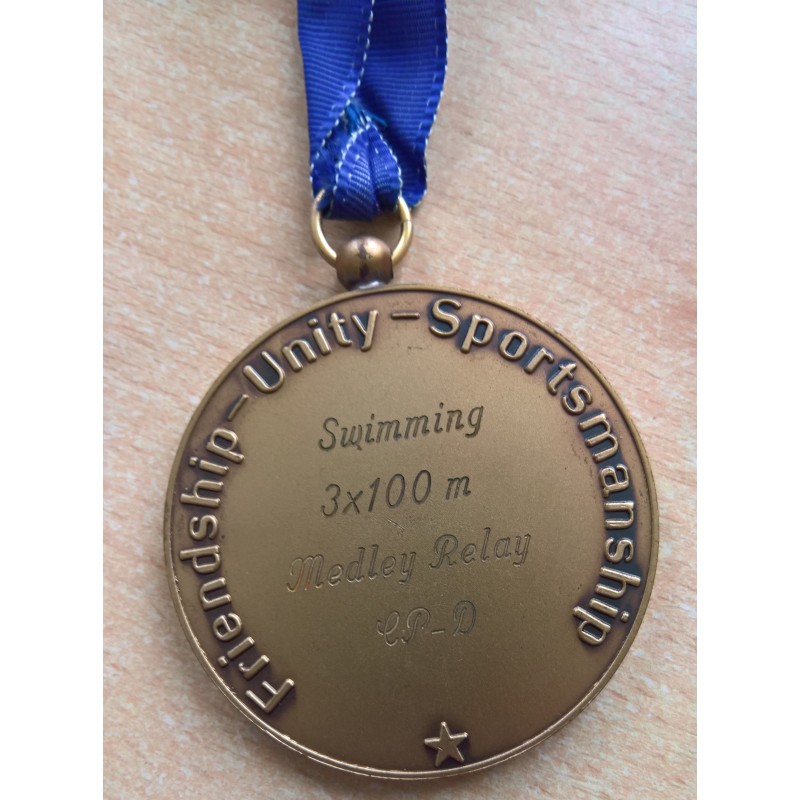 Friendship-Unity-Sportsmanship
Swimming
3x100 m
Medley Relay
CP-D